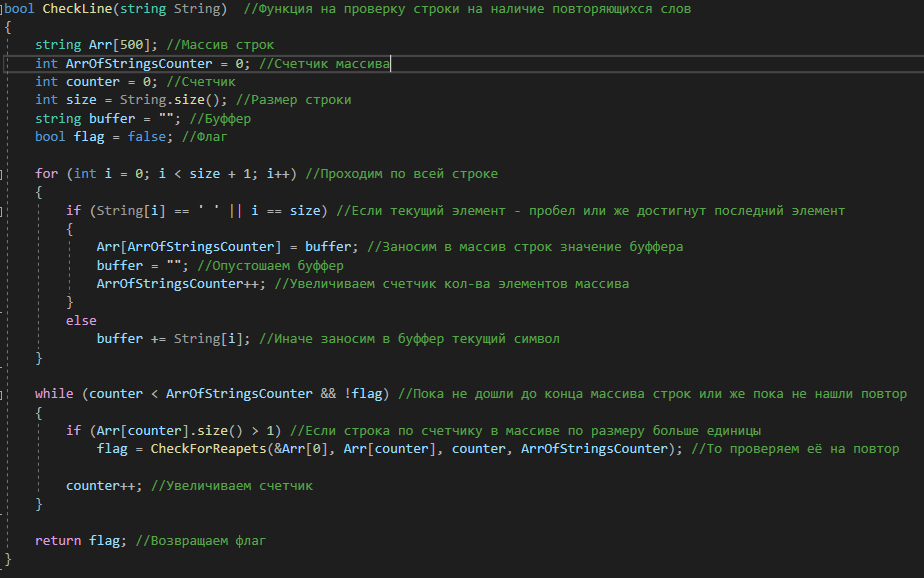 bool CheckLine(string String)  //Функция на проверку строки на наличие повторяющихся слов
{
    string Arr[500]; //Массив строк
    int ArrOfStringsCounter = 0; //Счетчик массива
    int counter = 0; //Счетчик
    int size = String.size(); //Размер строки
    string buffer = ""; //Буффер
    bool flag = false; //Флаг

    for (int i = 0; i < size + 1; i++) //Проходим по всей строке
    {
        if (String[i] == ' ' || i == size) //Если текущий элемент - пробел или же достигнут последний элемент
        {
            Arr[ArrOfStringsCounter] = buffer; //Заносим в массив строк значение буффера
            buffer = ""; //Опустошаем буффер
            ArrOfStringsCounter++; //Увеличиваем счетчик кол-ва элементов массива
        }
        else
            buffer += String[i]; //Иначе заносим в буффер текущий символ
    }

    while (counter < ArrOfStringsCounter && !flag) //Пока не дошли до конца массива строк или же пока не нашли повтор
    {
        if (Arr[counter].size() > 1) //Если строка по счетчику в массиве по размеру больше единицы
            flag = CheckForReapets(&Arr[0], Arr[counter], counter, ArrOfStringsCounter); //То проверяем её на повтор

        counter++; //Увеличиваем счетчик
    }

    return flag; //Возвращаем флаг
}